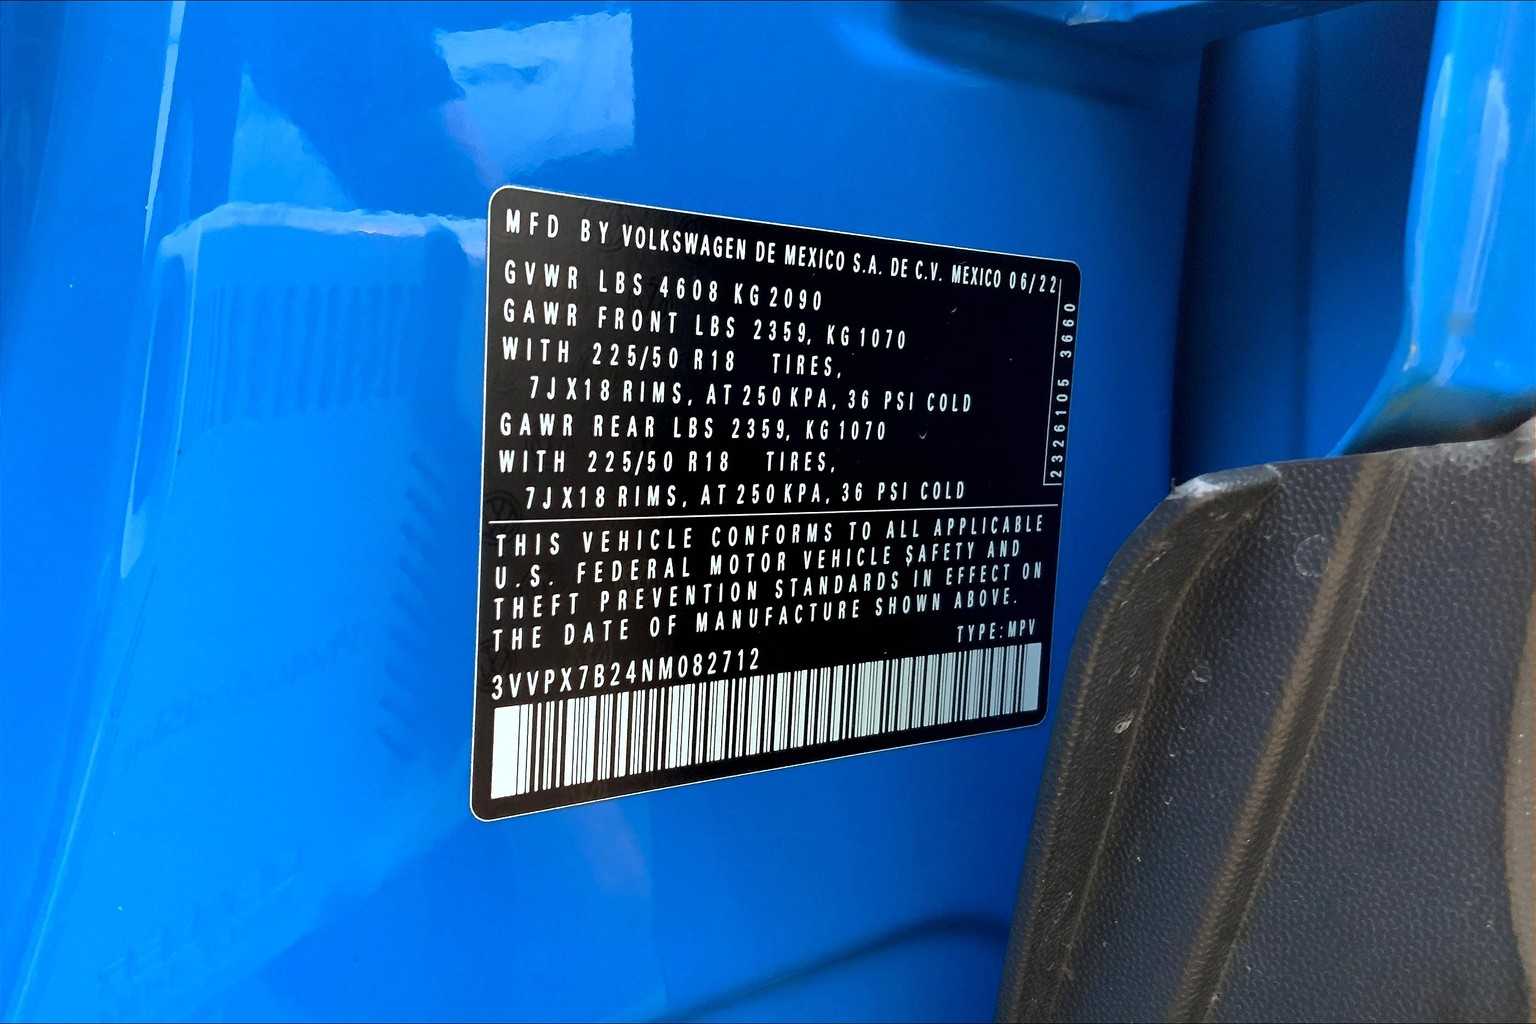 MFD BY VOLKSWAGEN DE MEXICO S.A. DE C.V. MEXICO 06/22
GVWR LBS 4608 KG 2090
GAWR FRONT LBS 2359, KG 1070
WITH 225/50 R18 TIRES,
7J X18 RIMS, AT 250 KPA, 36 PSI COLD
GAWR REAR LBS 2359, KG 1070
WITH 225/50 R18 TIRES,
7J X18 RIMS, AT 250 KPA, 36 PSI COLD
2326105 3660
THIS VEHICLE CONFORMS TO ALL APPLICABLE
U.S. FEDERAL MOTOR VEHICLE SAFETY AND
THEFT PREVENTION STANDARDS IN EFFECT ON
THE DATE OF MANUFACTURE SHOWN ABOVE.
TYPE: MPV
3VVPX7B24NM082712